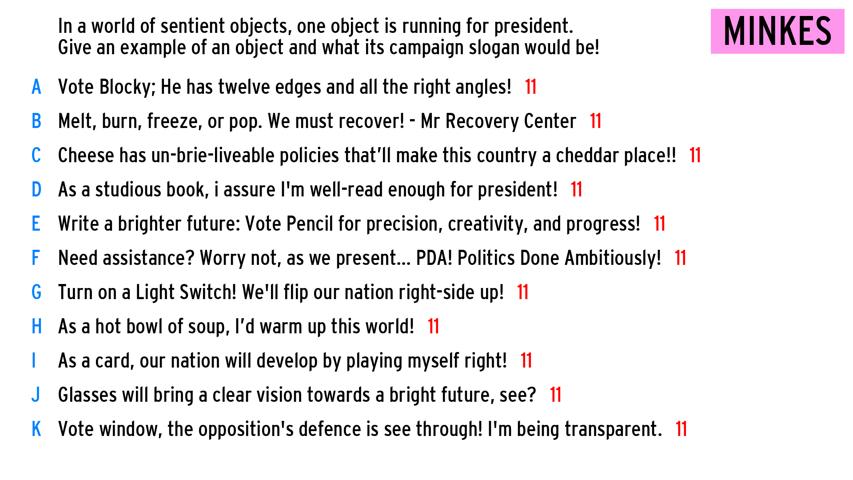 In a world of sentient objects, one object is running for president.
Give an example of an object and what its campaign slogan would be!
MINKES
A Vote Blocky; He has twelve edges and all the right angles! 11
B Melt, burn, freeze, or pop. We must recover! - Mr Recovery Center 11
C Cheese has un-brie-liveable policies that'll make this country a cheddar place!! 11
D As a studious book, i assure I'm well-read enough for president! 11
E Write a brighter future: Vote Pencil for precision, creativity, and progress! 11
F Need assistance? Worry not, as we present... PDA! Politics Done Ambitiously! 11
G Turn on a Light Switch! We'll flip our nation right-side up! 11
H As a hot bowl of soup, I'd warm up this world! 11
I As a card, our nation will develop by playing myself right! 11
J Glasses will bring a clear vision towards a bright future, see? 11
K Vote window, the opposition's defence is see through! I'm being transparent. 11